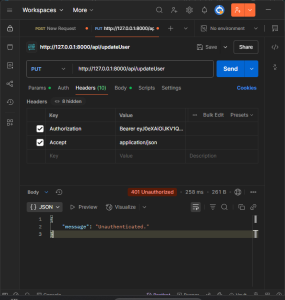 Workspaces
More
POST New Request
PUT http://127.0.0.1:8000/ap
No environment
http://127.0.0.1:8000/api/updateUser
Save
Share
PUT
http://127.0.0.1:8000/api/updateUser
Send
Params
Auth
Headers (10)
Body
Scripts
Settings
Cookies
Headers
8 hidden
Key
Value
Bulk Edit
Presets
Authorization
Bearer eyJ0eXAiOiJKV1Q...
Accept
application/json
Key
Value
Description
Body
401 Unauthorized
258 ms
261 B
{} JSON
Preview
Visualize
1 {
2 "message": "Unauthenticated."
3 }